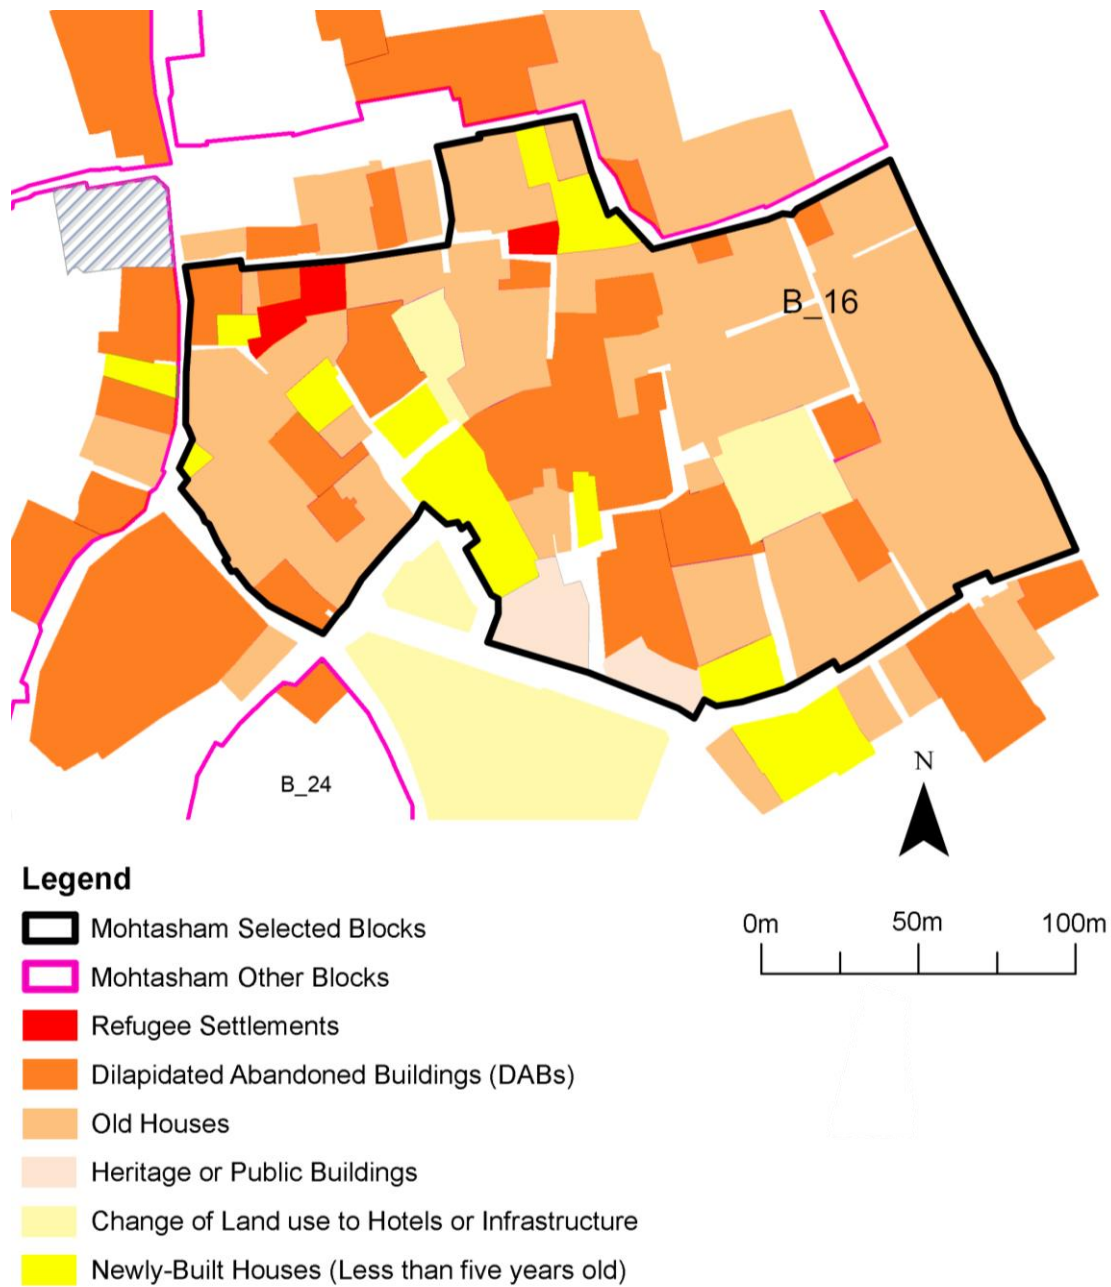 B_16
B_24
N
Legend
Mohtasham Selected Blocks
Mohtasham Other Blocks
Refugee Settlements
Dilapidated Abandoned Buildings (DABs)
Old Houses
Heritage or Public Buildings
Change of Land use to Hotels or Infrastructure
Newly-Built Houses (Less than five years old)
0m 50m 100m